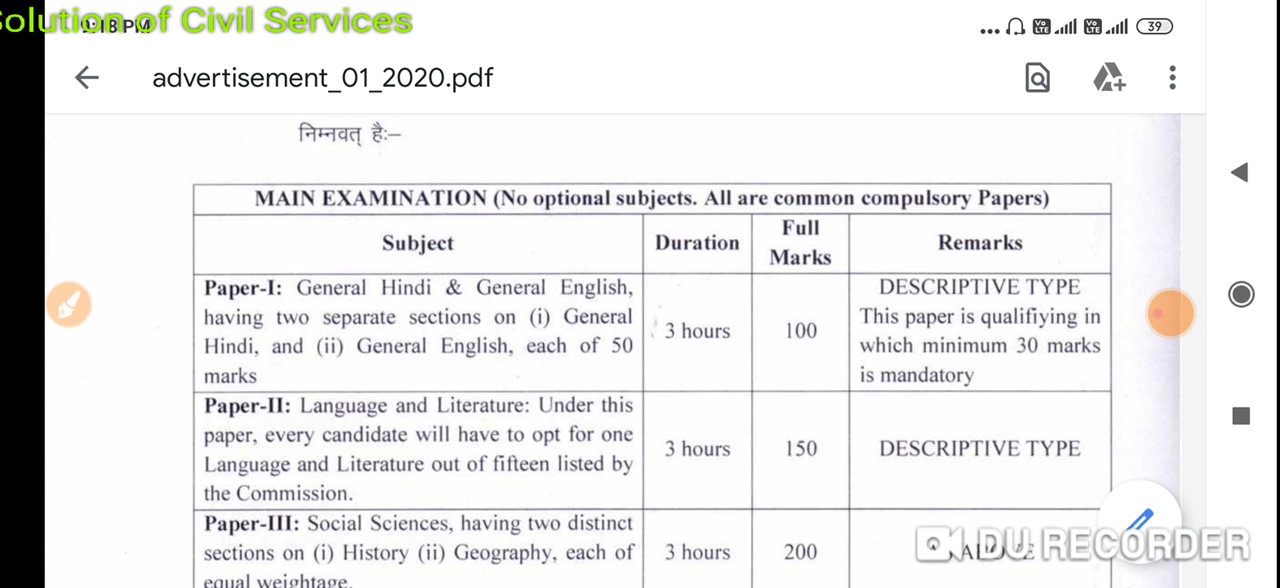 olution of Civil Services
9:18 PM
39
advertisement_01_2020.pdf
निम्नवत् है:–
MAIN EXAMINATION (No optional subjects. All are common compulsory Papers)
Subject
Duration
Full
Marks
Remarks
Paper-I: General Hindi & General English,
having two separate sections on (i) General
Hindi, and (ii) General English, each of 50
marks
3 hours
100
DESCRIPTIVE TYPE
This paper is qualifiying in
which minimum 30 marks
is mandatory
Paper-II: Language and Literature: Under this
paper, every candidate will have to opt for one
Language and Literature out of fifteen listed by
the Commission.
3 hours
150
DESCRIPTIVE TYPE
Paper-III: Social Sciences, having two distinct
sections on (i) History (ii) Geography, each of
equal weightage.
3 hours
200
DU RECORDER